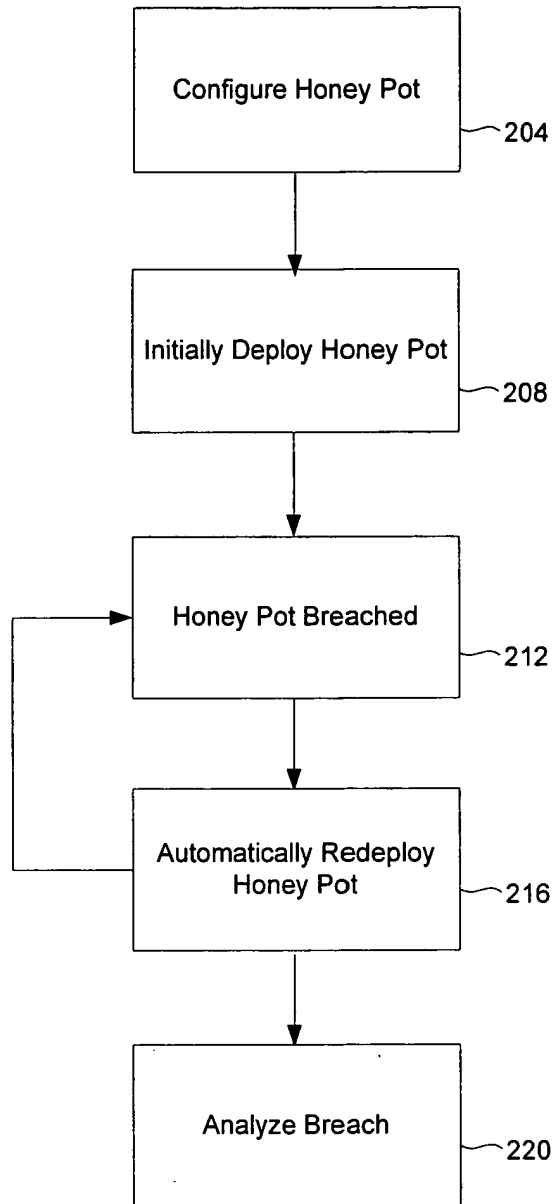 Configure Honey Pot
204
Initially Deploy Honey Pot
208
Honey Pot Breached
212
Automatically Redeploy
Honey Pot
216
Analyze Breach
220